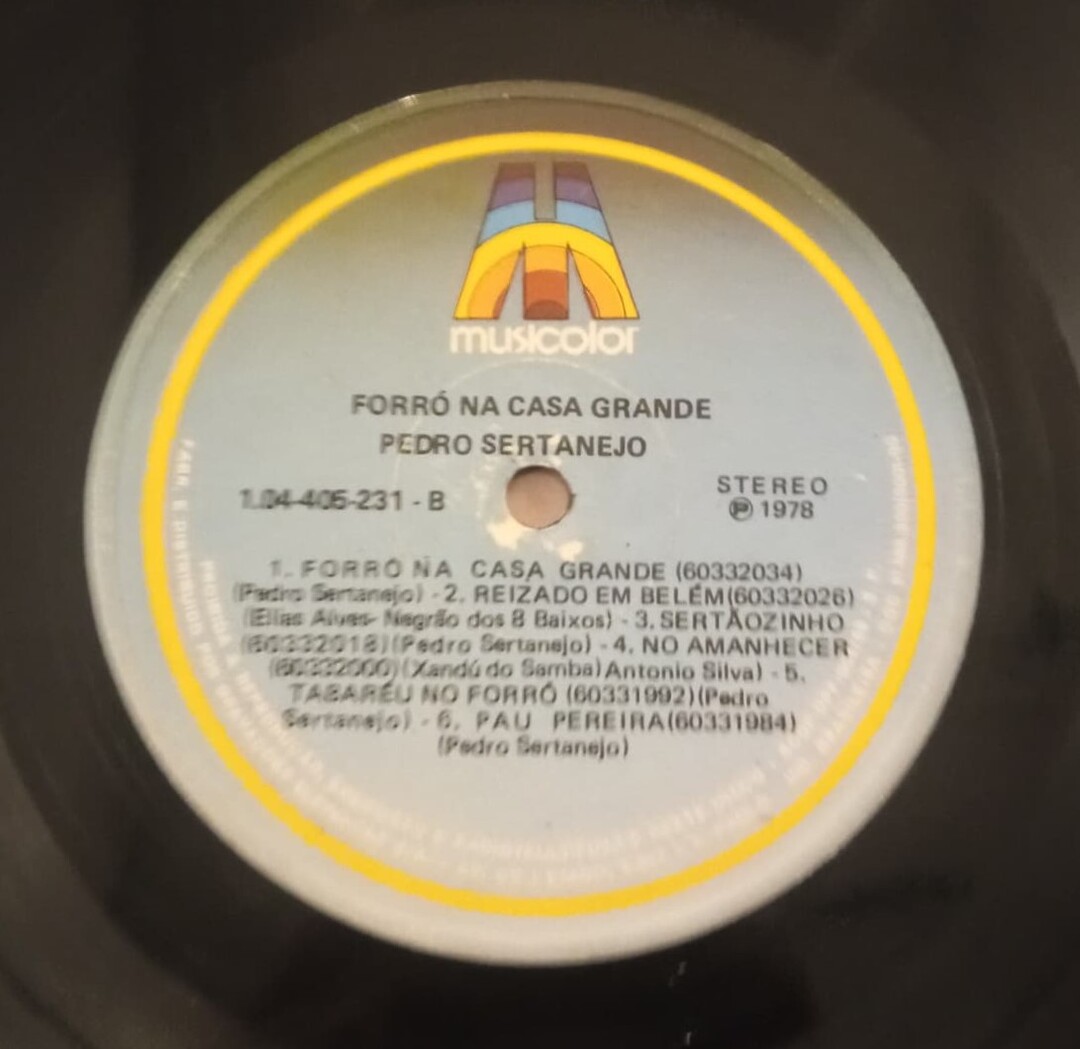 musicolor
FORRÓ NA CASA GRANDE
PEDRO SERTANEJO
1.04-405-231 - B
STEREO
Ⓟ 1978
1. FORRÓ NA CASA GRANDE (60332034)
(Pedro Sertanejo) - 2. REIZADO EM BELÉM(60332026)
(Elias Alves- Negrão dos 8 Baixos) - 3. SERTÃOZINHO
(60332018)(Pedro Sertanejo) - 4. NO AMANHECER
(60332000)(Xandú do Samba)Antonio Silva) - 5.
TABARÉU NO FORRÓ (60331992)(Pedro
Sertanejo) - 6. PAU PEREIRA(60331984)
(Pedro Sertanejo)